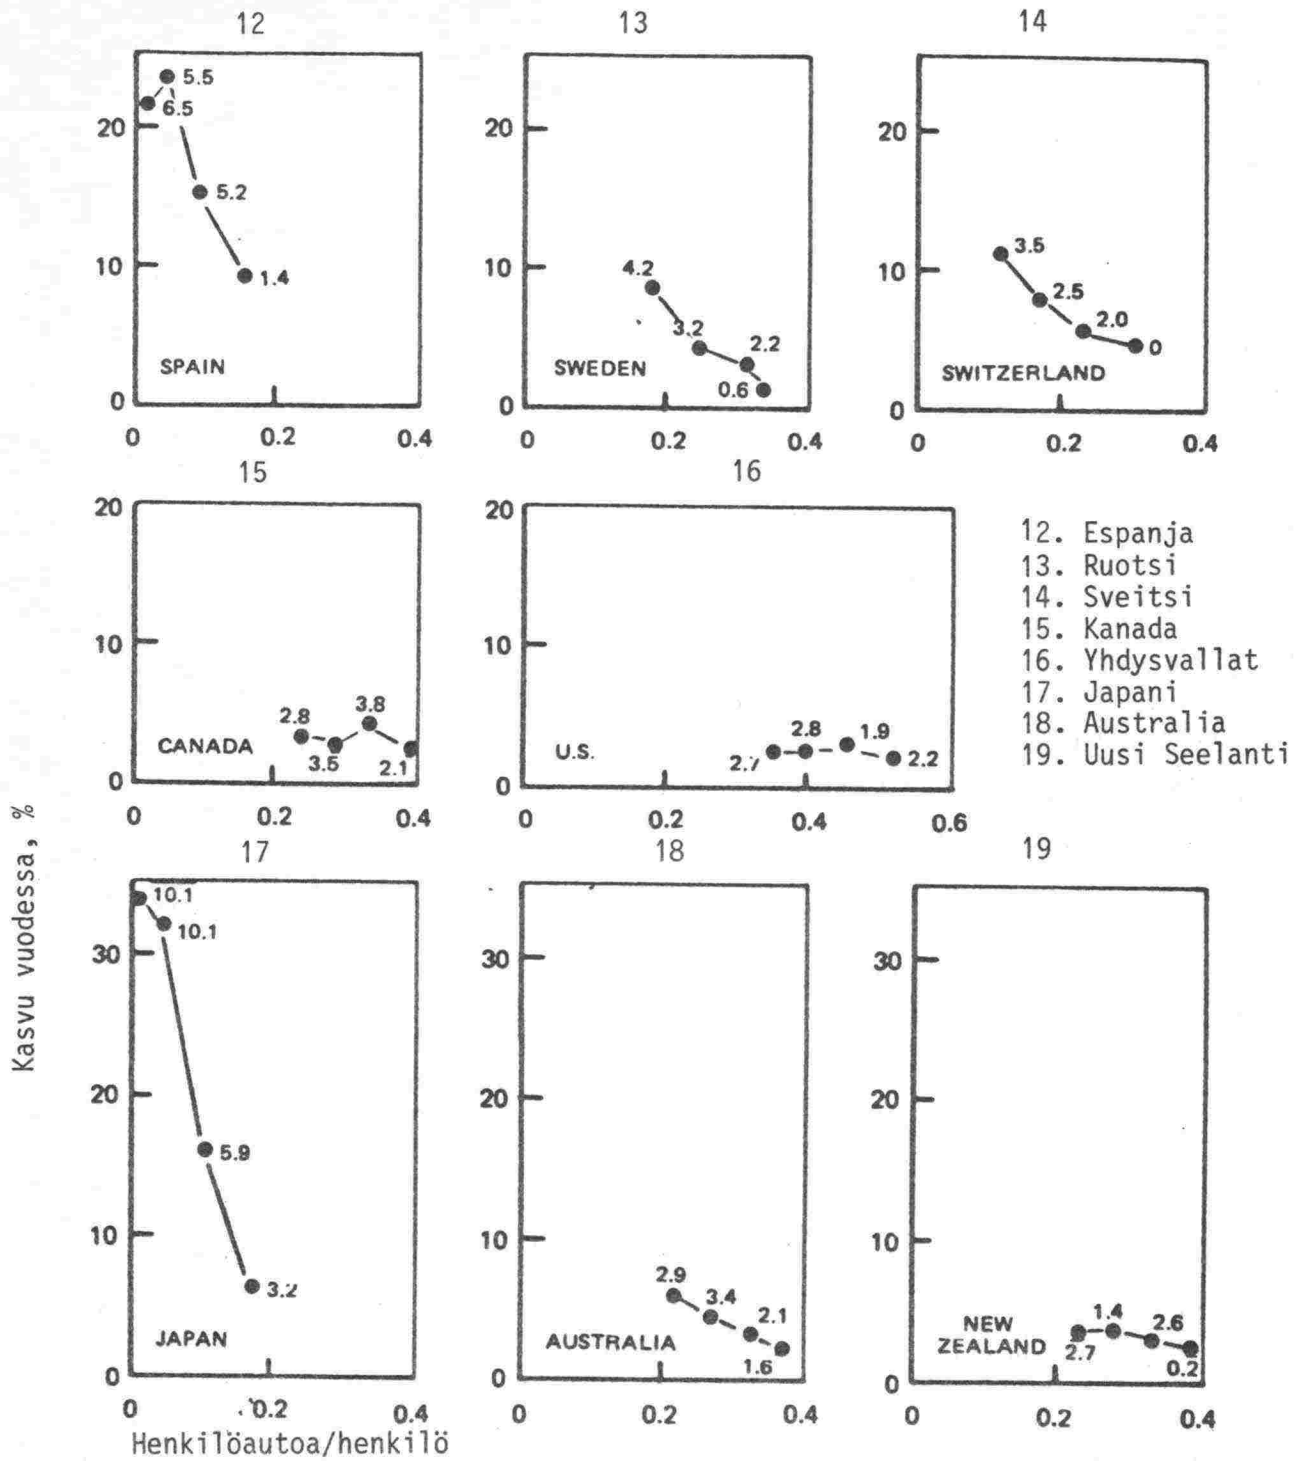 12
20
10
0
5.5
6.5
5.2
1.4
SPAIN
0 0.2 0.4
13
20
10
0
4.2
3.2
2.2
0.6
SWEDEN
0 0.2 0.4
14
20
10
0
3.5
2.5
2.0
0
SWITZERLAND
0 0.2 0.4
15
20
10
0
2.8
3.5
3.8
2.1
CANADA
0 0.2 0.4
16
20
10
0
2.7
2.8
1.9
2.2
U.S.
0 0.2 0.4 0.6
12. Espanja
13. Ruotsi
14. Sveitsi
15. Kanada
16. Yhdysvallat
17. Japani
18. Australia
19. Uusi Seelanti
Kasvu vuodessa, %
17
30
20
10
0
10.1
10.1
5.9
3.2
JAPAN
0 0.2 0.4
Henkilöautoa/henkilö
18
30
20
10
0
2.9
3.4
2.1
1.6
AUSTRALIA
0 0.2 0.4
19
30
20
10
0
2.7
1.4
2.6
0.2
NEW
ZEALAND
0 0.2 0.4